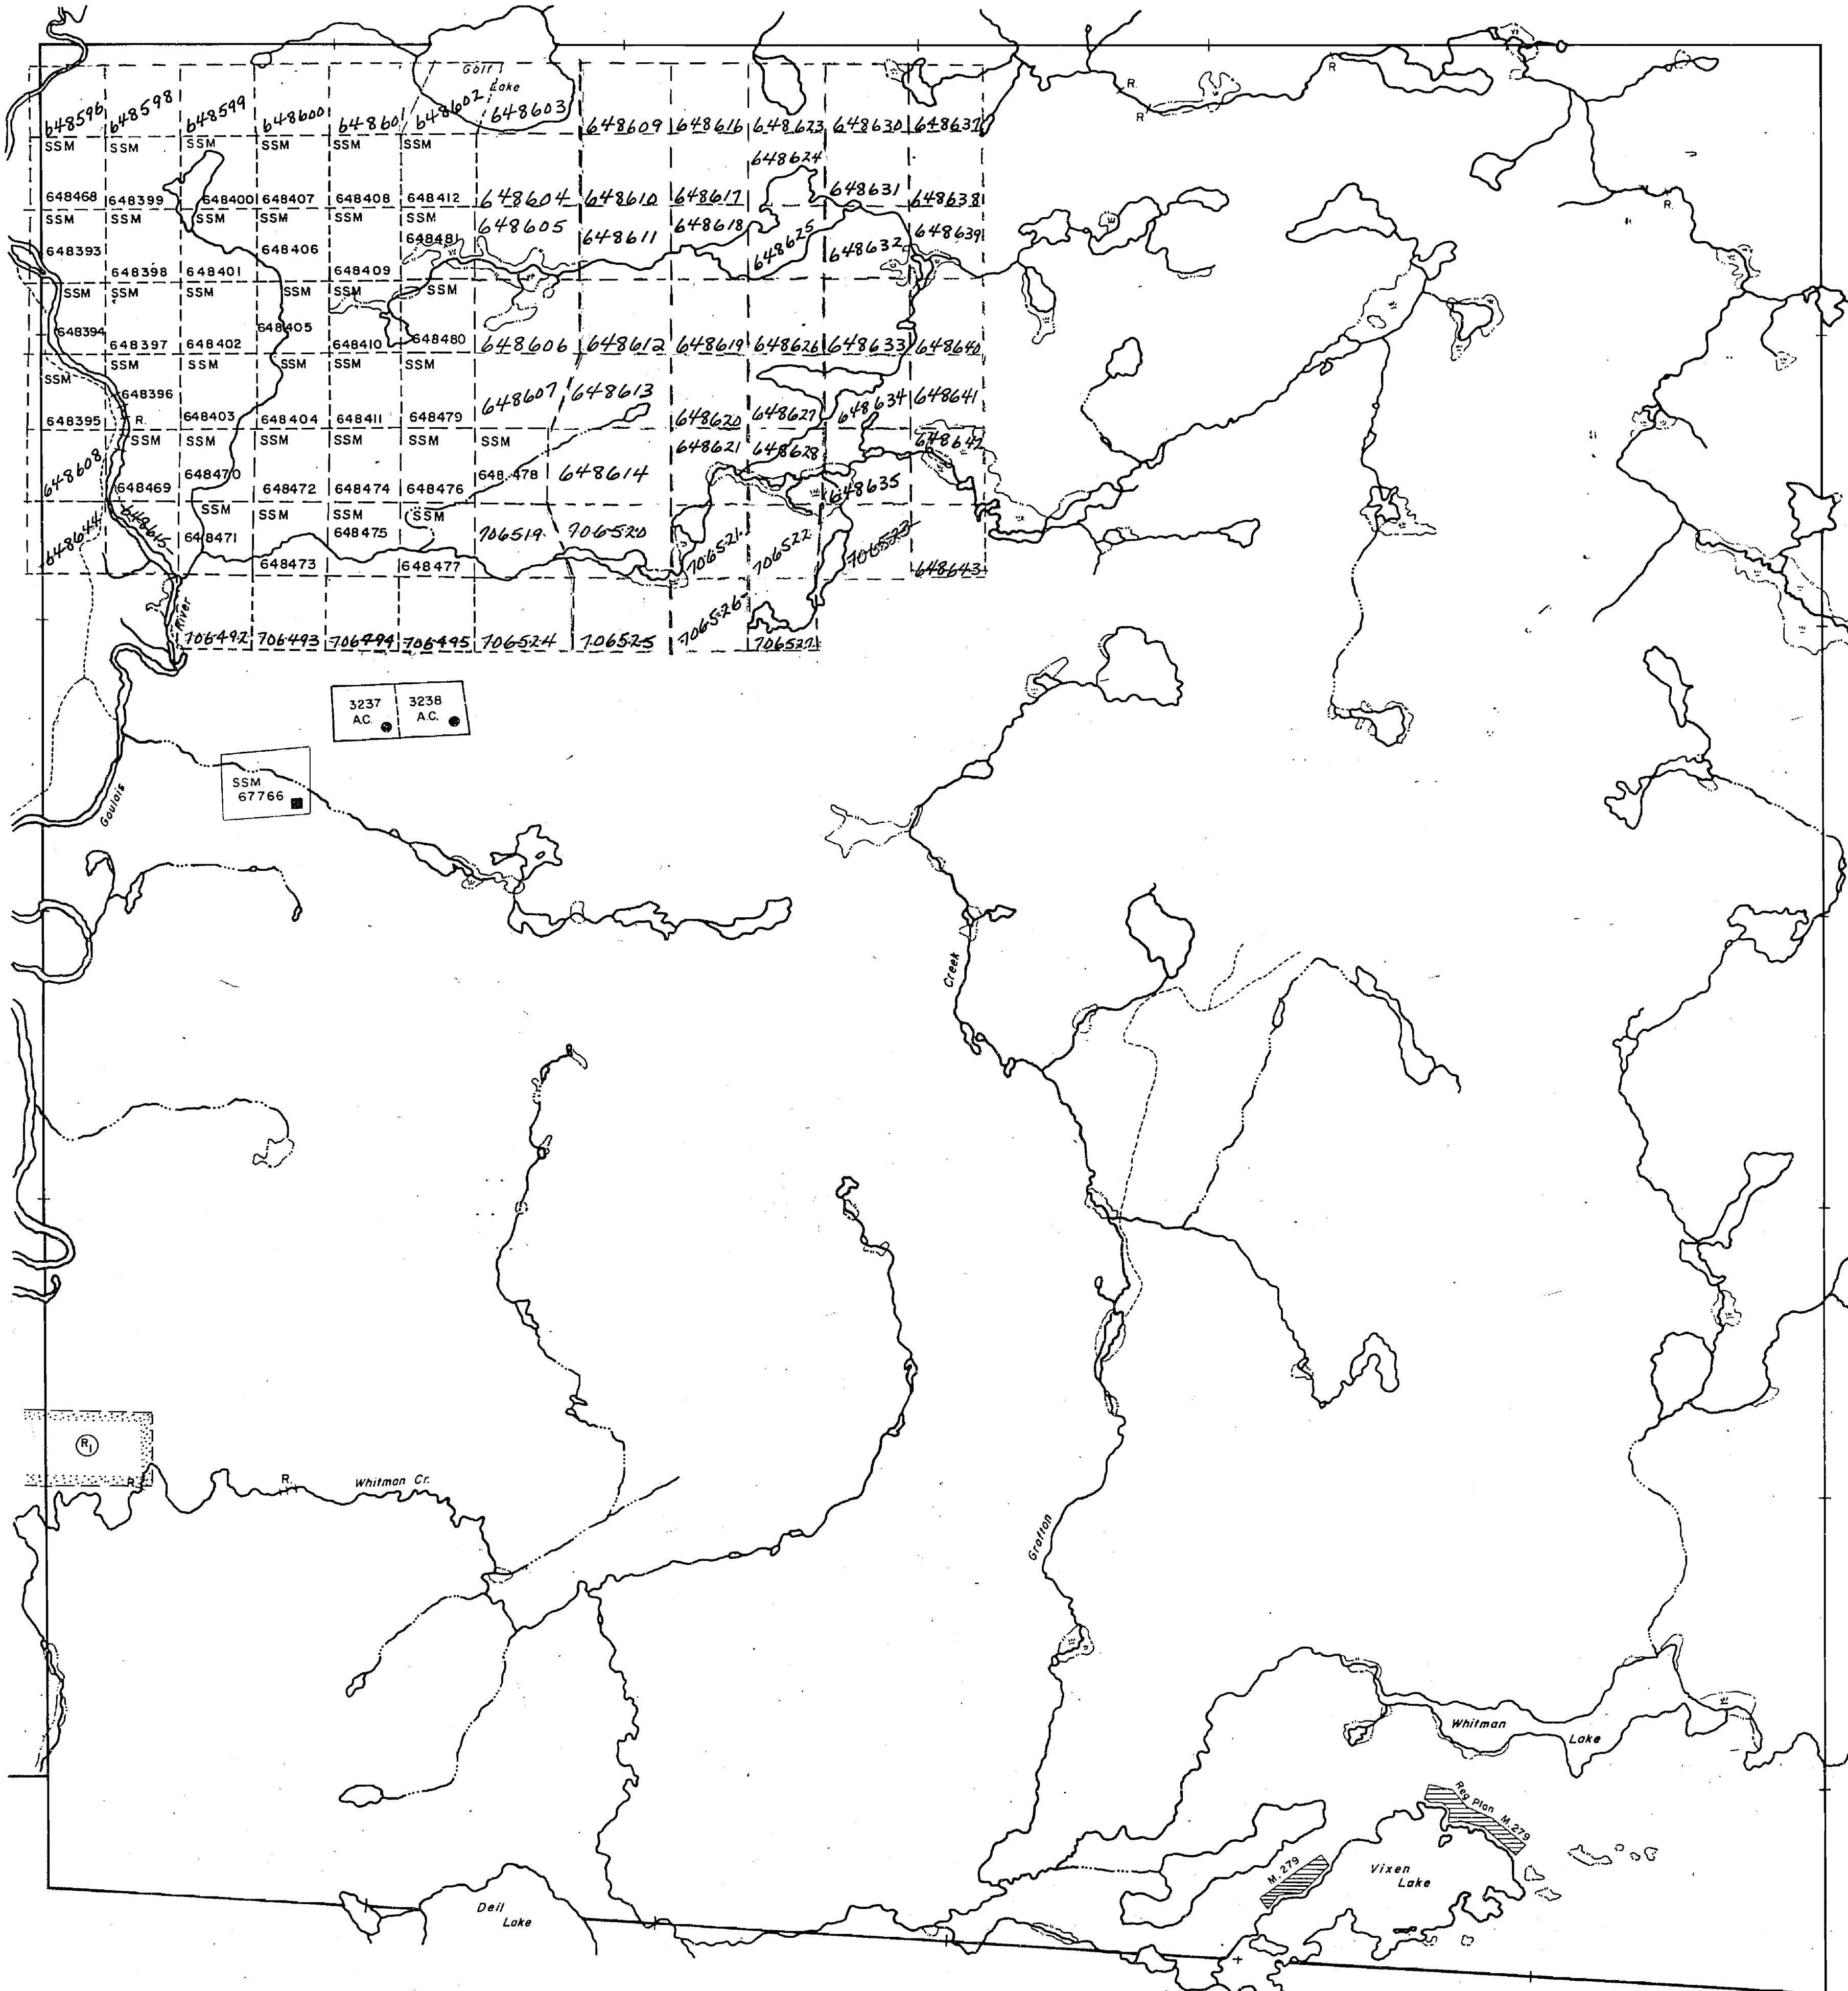 Goir
Lake
648596 648598 648599 648600 648601 648602 648603
648609 648616 648623 648630 648637
SSM SSM SSM SSM SSM SSM
648624
648468 648399 648400 648407 648408 648412 648604 648610 648617 648631 648638
SSM SSM SSM SSM SSM SSM
648605 648611 648618 648625 648632 648639
648393 648406 648481
648398 648401 648409
SSM SSM SSM SSM SSM SSM
648394 648405
648397 648402 648410 648480 648606 648612 648619 648626 648633 648640
SSM SSM SSM SSM SSM SSM
648396
648607 648613 648634 648641
648395 R. 648403 648404 648411 648479 648620 648627
SSM SSM SSM SSM SSM SSM
648621 648628 648642
648608 648469 648470 648472 648474 648476 648478 648614 648635
SSM SSM SSM SSM
648644 648615 648471 648475 706519 706520 706521 706522 706523
648473 648477 648643
River
706492 706493 706494 706495 706524 706525 706526 706527
R. R R R.
3237 3238
A.C. A.C.
SSM
67766
Goulais
Creek
R1
R.
R.
Whitman Cr.
Grafton
Whitman
Lake
Reg Plan M.279
M.279
Vixen
Lake
Deil
Lake